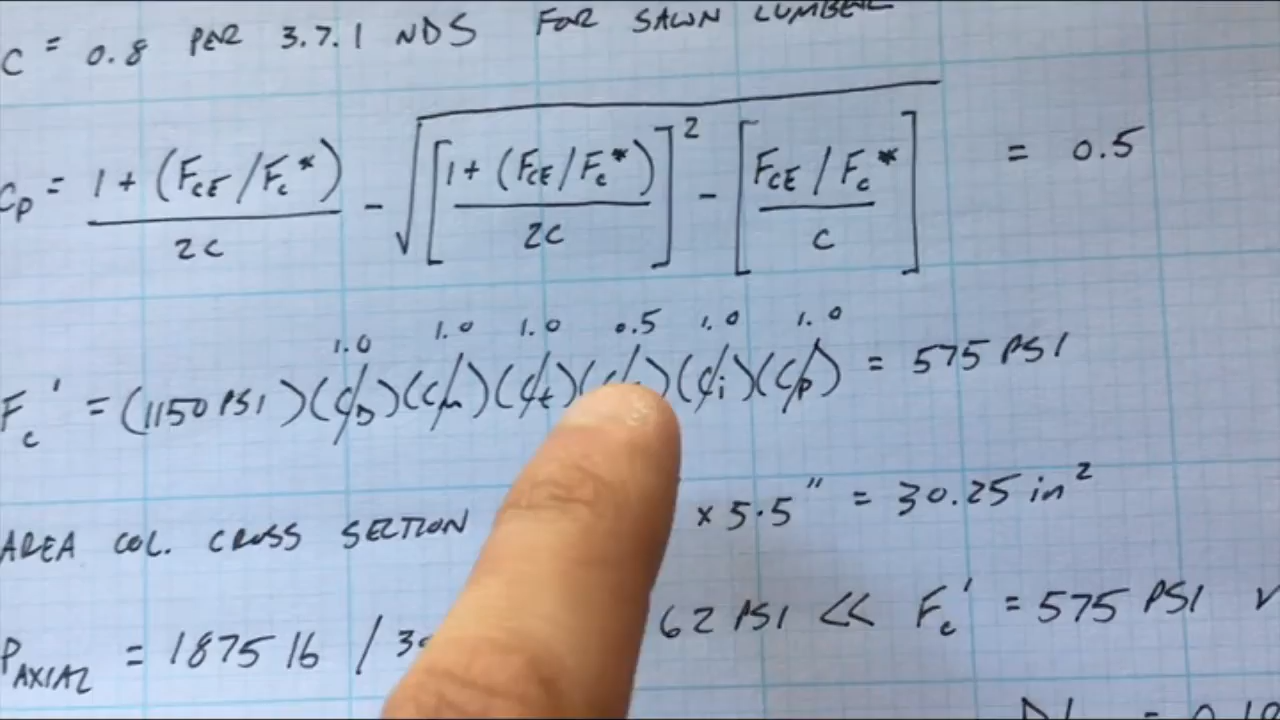 C = 0.8 PER 3.7.1 NDS FOR SAWN LUMBER
Cp = 1 + (FcE/Fc*) / 2c - √[[1 + (FcE/Fc*) / 2c]² - [FcE/Fc* / c]] = 0.5
1.0 1.0 1.0 0.5 1.0 1.0
Fc' = (1150 PSI)(CD)(CM)(Ct)( )(Ci)(Cp) = 575 PSI
AREA COL. CROSS SECTION x 5.5" = 30.25 in²
PAXIAL = 1875 lb / 62 PSI << Fc' = 575 PSI